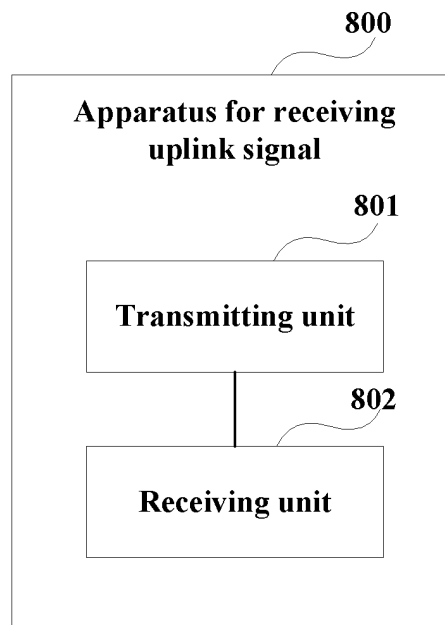 800
Apparatus for receiving
uplink signal
801
Transmitting unit
802
Receiving unit